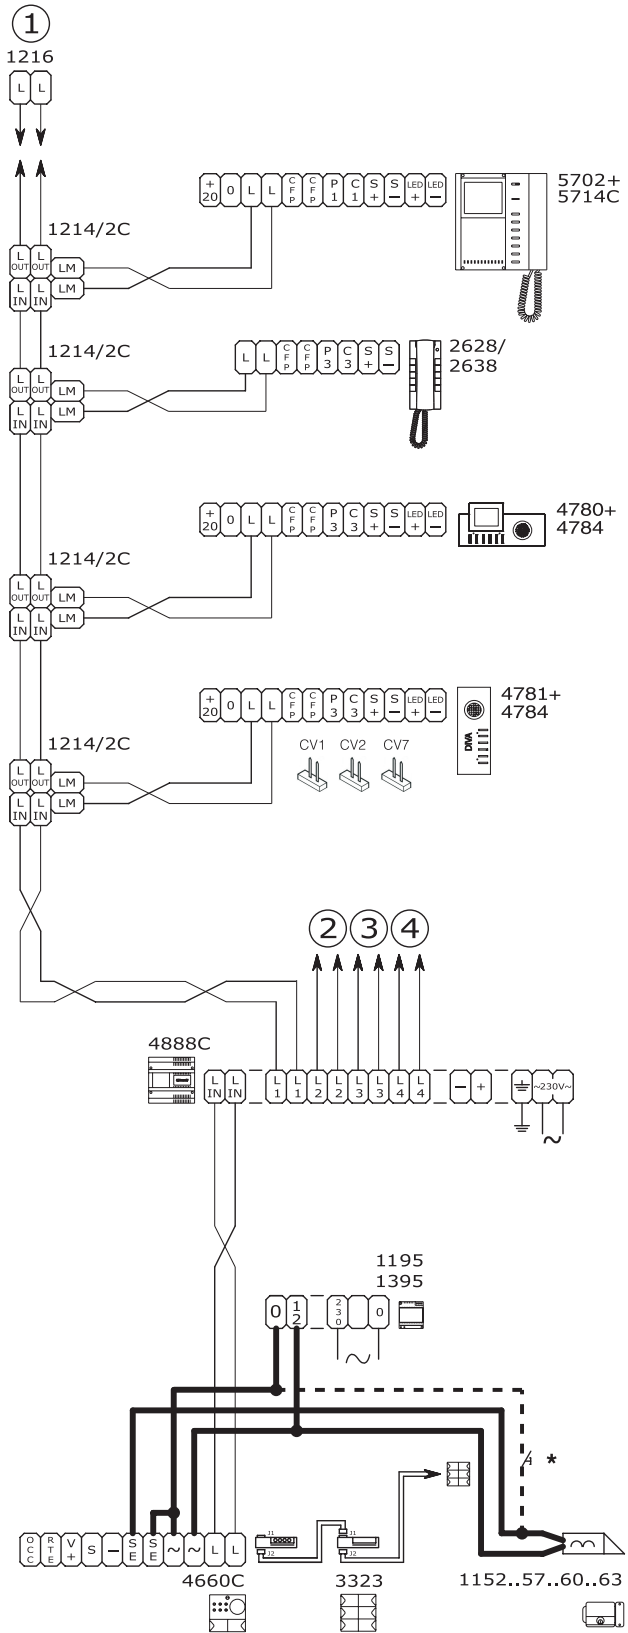 1
1216
L L
+20 0 L L CFP CFP P1 C1 S+ S− LED+ LED−
5702+
5714C
1214/2C
L OUT L OUT LM
L IN L IN LM
L L CFP CFP P3 C3 S+ S−
2628/
2638
1214/2C
L OUT L OUT LM
L IN L IN LM
+20 0 L L CFP CFP P3 C3 S+ S− LED+ LED−
4780+
4784
1214/2C
L OUT L OUT LM
L IN L IN LM
+20 0 L L CFP CFP P3 C3 S+ S− LED+ LED−
4781+
4784
DIVA
CV1 CV2 CV7
1214/2C
L OUT L OUT LM
L IN L IN LM
2 3 4
4888C
L IN L IN L1 L1 L2 L2 L3 L3 L4 L4 − + ~230V~
~
1195
1395
0 12 230 0
~
*
OCC RTE V+ S − SE SE ~ ~ L L
J1 J1
J2 J2
4660C 3323 1152..57..60..63